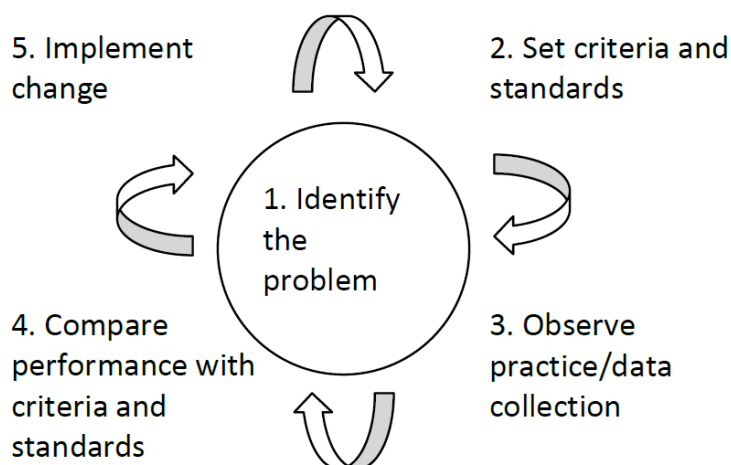 1. Identify
the
problem
2. Set criteria and
standards
3. Observe
practice/data
collection
4. Compare
performance with
criteria and
standards
5. Implement
change